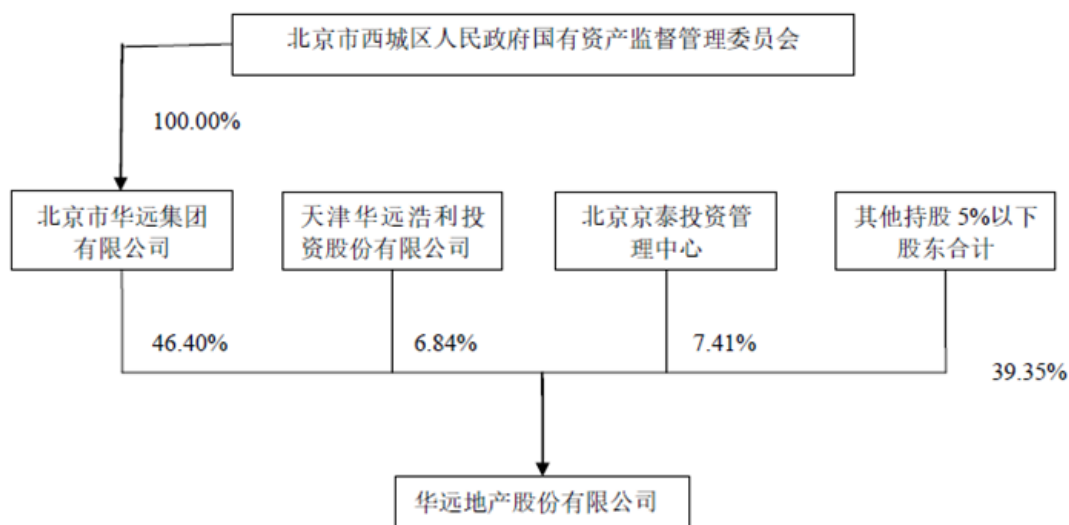 北京市西城区人民政府国有资产监督管理委员会
100.00%
北京市华远集团
有限公司
天津华远浩利投
资股份有限公司
北京京泰投资管
理中心
其他持股 5%以下
股东合计
46.40%
6.84%
7.41%
39.35%
华远地产股份有限公司